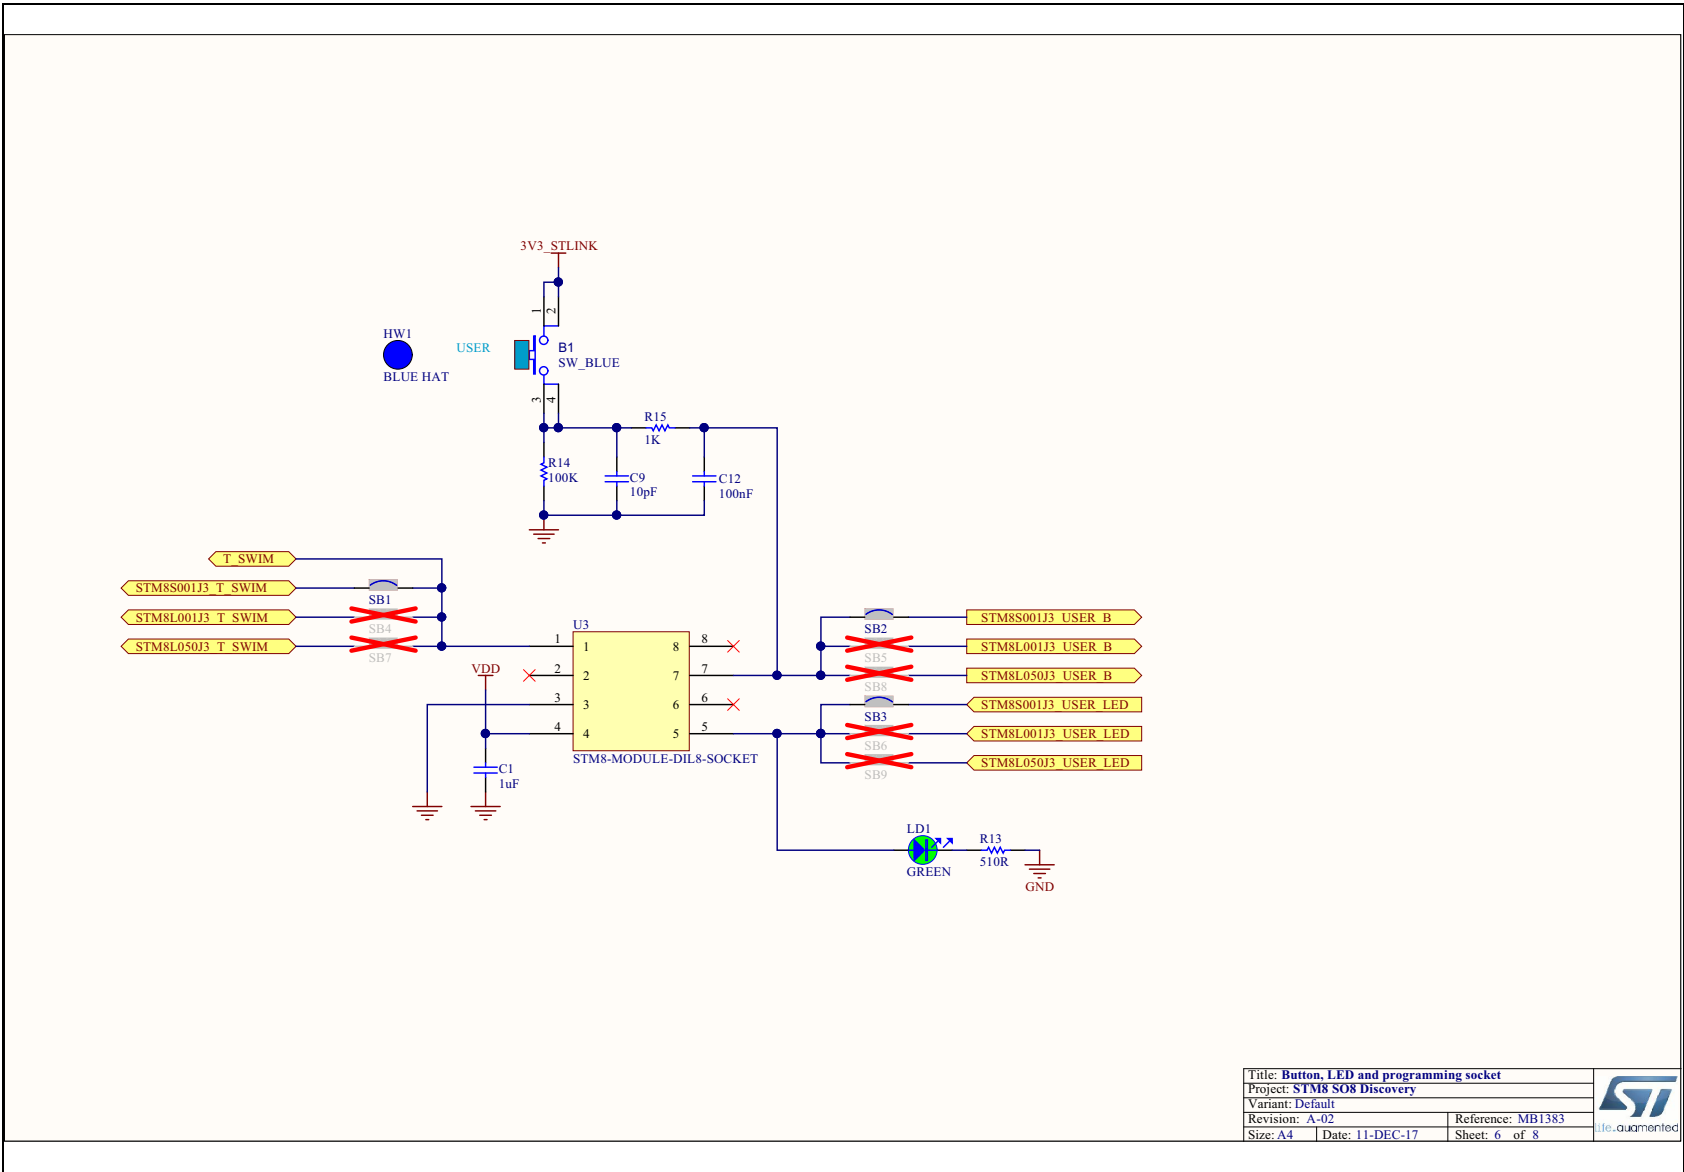 3V3_STLINK
1
2
HW1
BLUE HAT
USER
B1
SW_BLUE
3
4
R15
1K
R14
100K
C9
10pF
C12
100nF
T_SWIM
STM8S001J3_T_SWIM
SB1
STM8L001J3_T_SWIM
SB4
STM8L050J3_T_SWIM
SB7
VDD
U3
1 1 8 8
2 2 7 7
3 3 6 6
4 4 5 5
STM8-MODULE-DIL8-SOCKET
C1
1uF
SB2
STM8S001J3_USER_B
SB5
STM8L001J3_USER_B
SB8
STM8L050J3_USER_B
SB3
STM8S001J3_USER_LED
SB6
STM8L001J3_USER_LED
SB9
STM8L050J3_USER_LED
LD1
GREEN
R13
510R
GND
Title: Button, LED and programming socket
Project: STM8 SO8 Discovery
Variant: Default
Revision: A-02 Reference: MB1383
Size: A4 Date: 11-DEC-17 Sheet: 6 of 8
ST
life.augmented